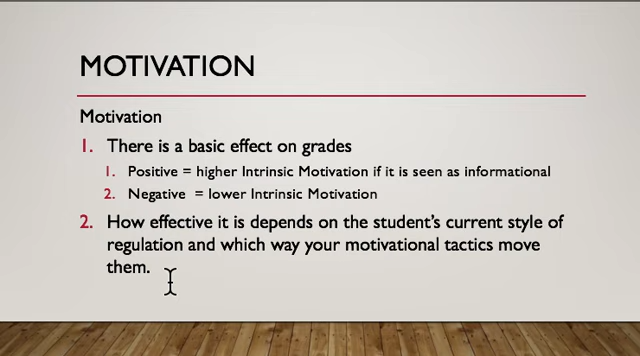 MOTIVATION
Motivation
1. There is a basic effect on grades
1. Positive = higher Intrinsic Motivation if it is seen as informational
2. Negative = lower Intrinsic Motivation
2. How effective it is depends on the student's current style of
regulation and which way your motivational tactics move
them.